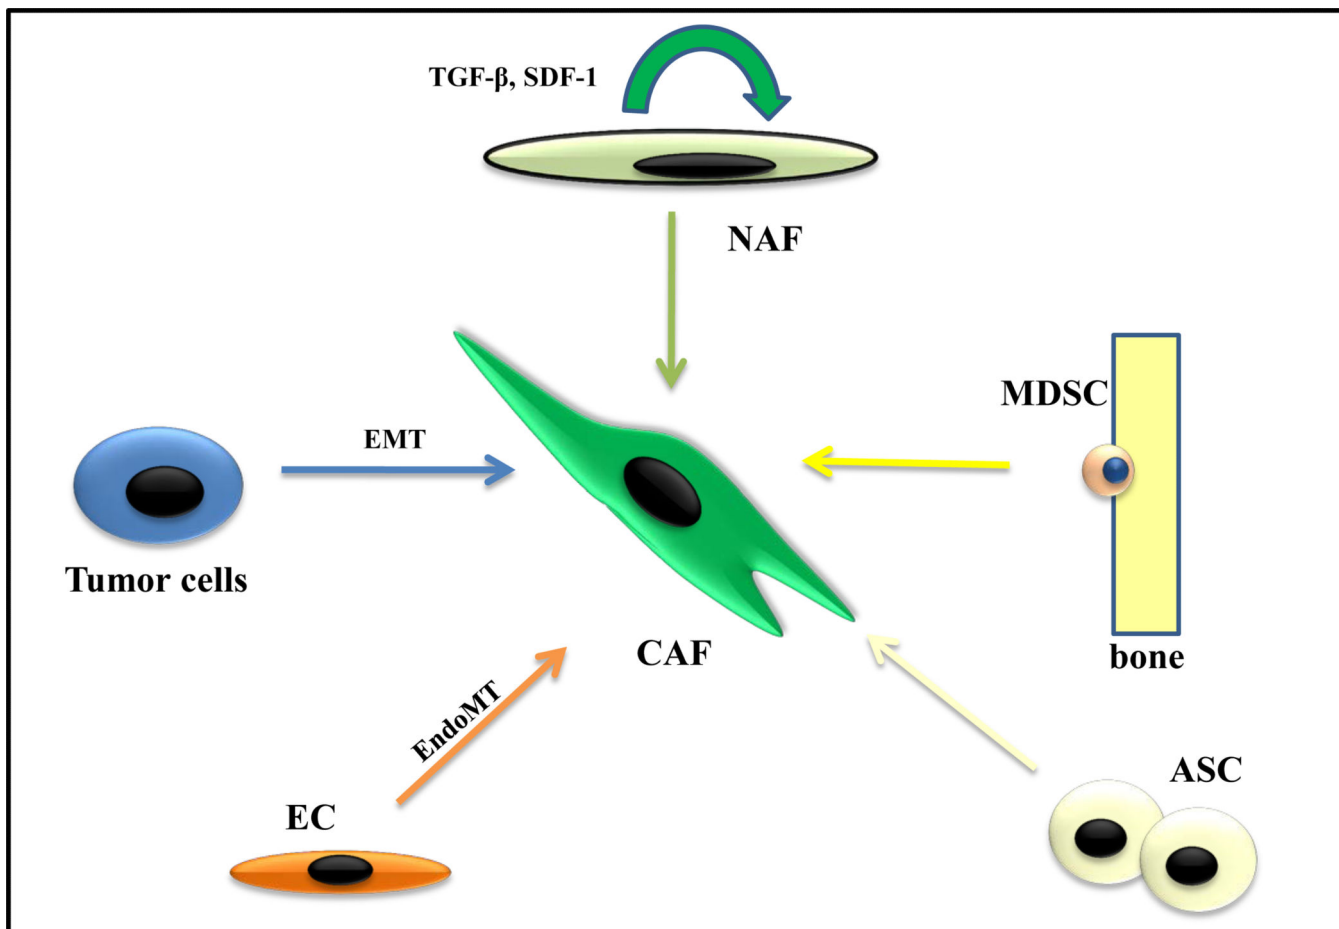 TGF-β, SDF-1
NAF
MDSC
EMT
Tumor cells
CAF
bone
EndoMT
ASC
EC